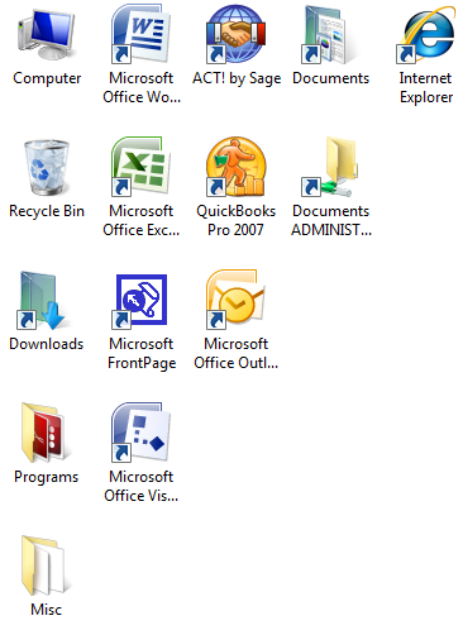 Computer
Microsoft
Office Wo...
ACT! by Sage
Documents
Internet
Explorer
Recycle Bin
Microsoft
Office Exc...
QuickBooks
Pro 2007
Documents
ADMINIST...
Downloads
Microsoft
FrontPage
Microsoft
Office Outl...
Programs
Microsoft
Office Vis...
Misc